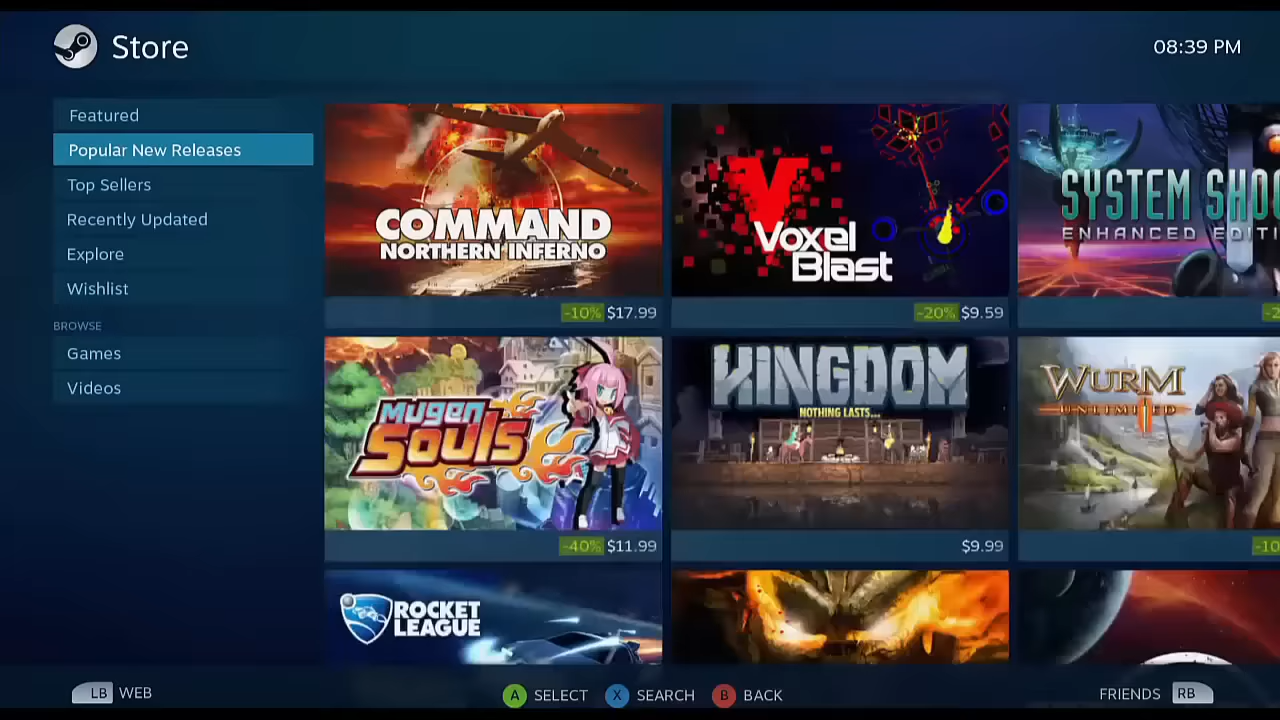 Store
08:39 PM
Featured
Popular New Releases
Top Sellers
Recently Updated
Explore
Wishlist
BROWSE
Games
Videos
COMMAND
NORTHERN INFERNO
-10% $17.99
Voxel
Blast
-20% $9.59
SYSTEM SHO
ENHANCED EDITI
-2
Mugen
Souls
-40% $11.99
KINGDOM
NOTHING LASTS...
$9.99
WURM
UNLIMITED
-10
ROCKET
LEAGUE
LB WEB
A SELECT X SEARCH B BACK
FRIENDS RB